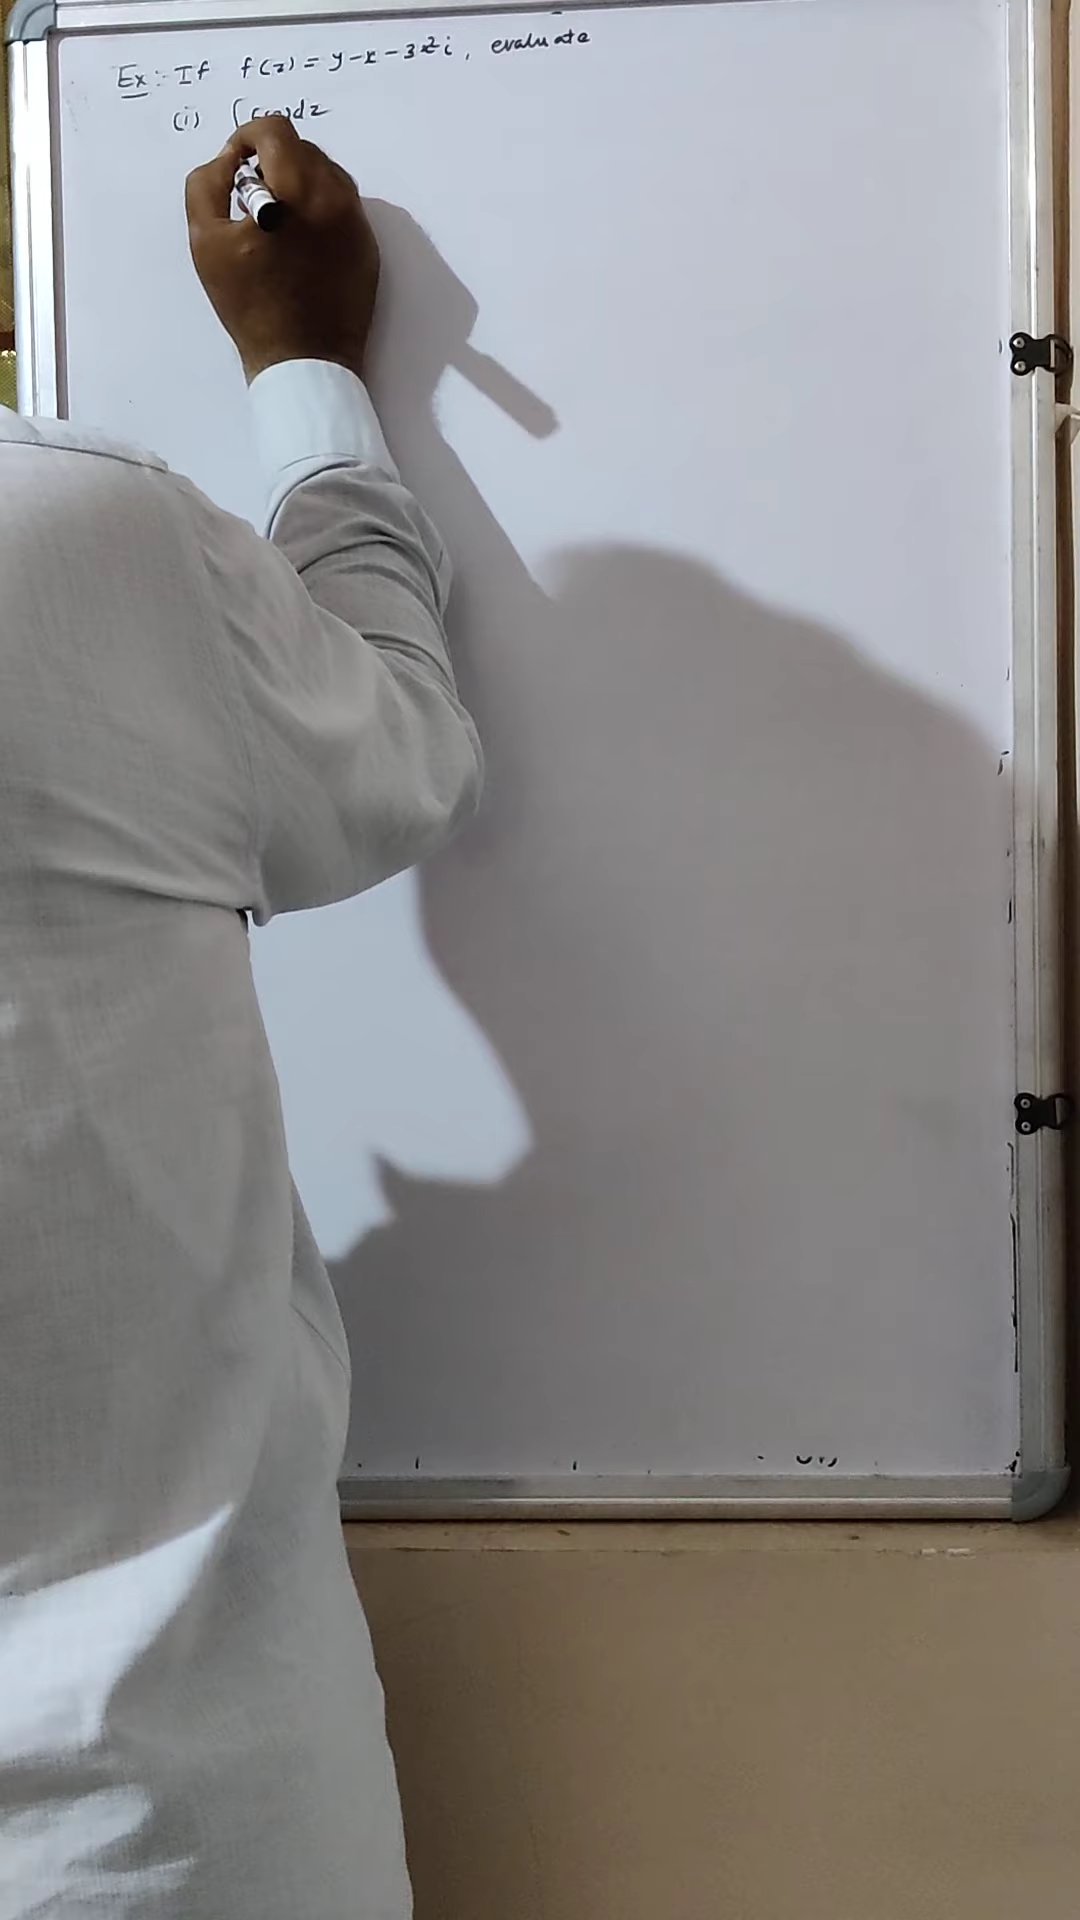 Ex:- If f(z) = y-x-3x²i, evaluate
(i) ∫f(z)dz